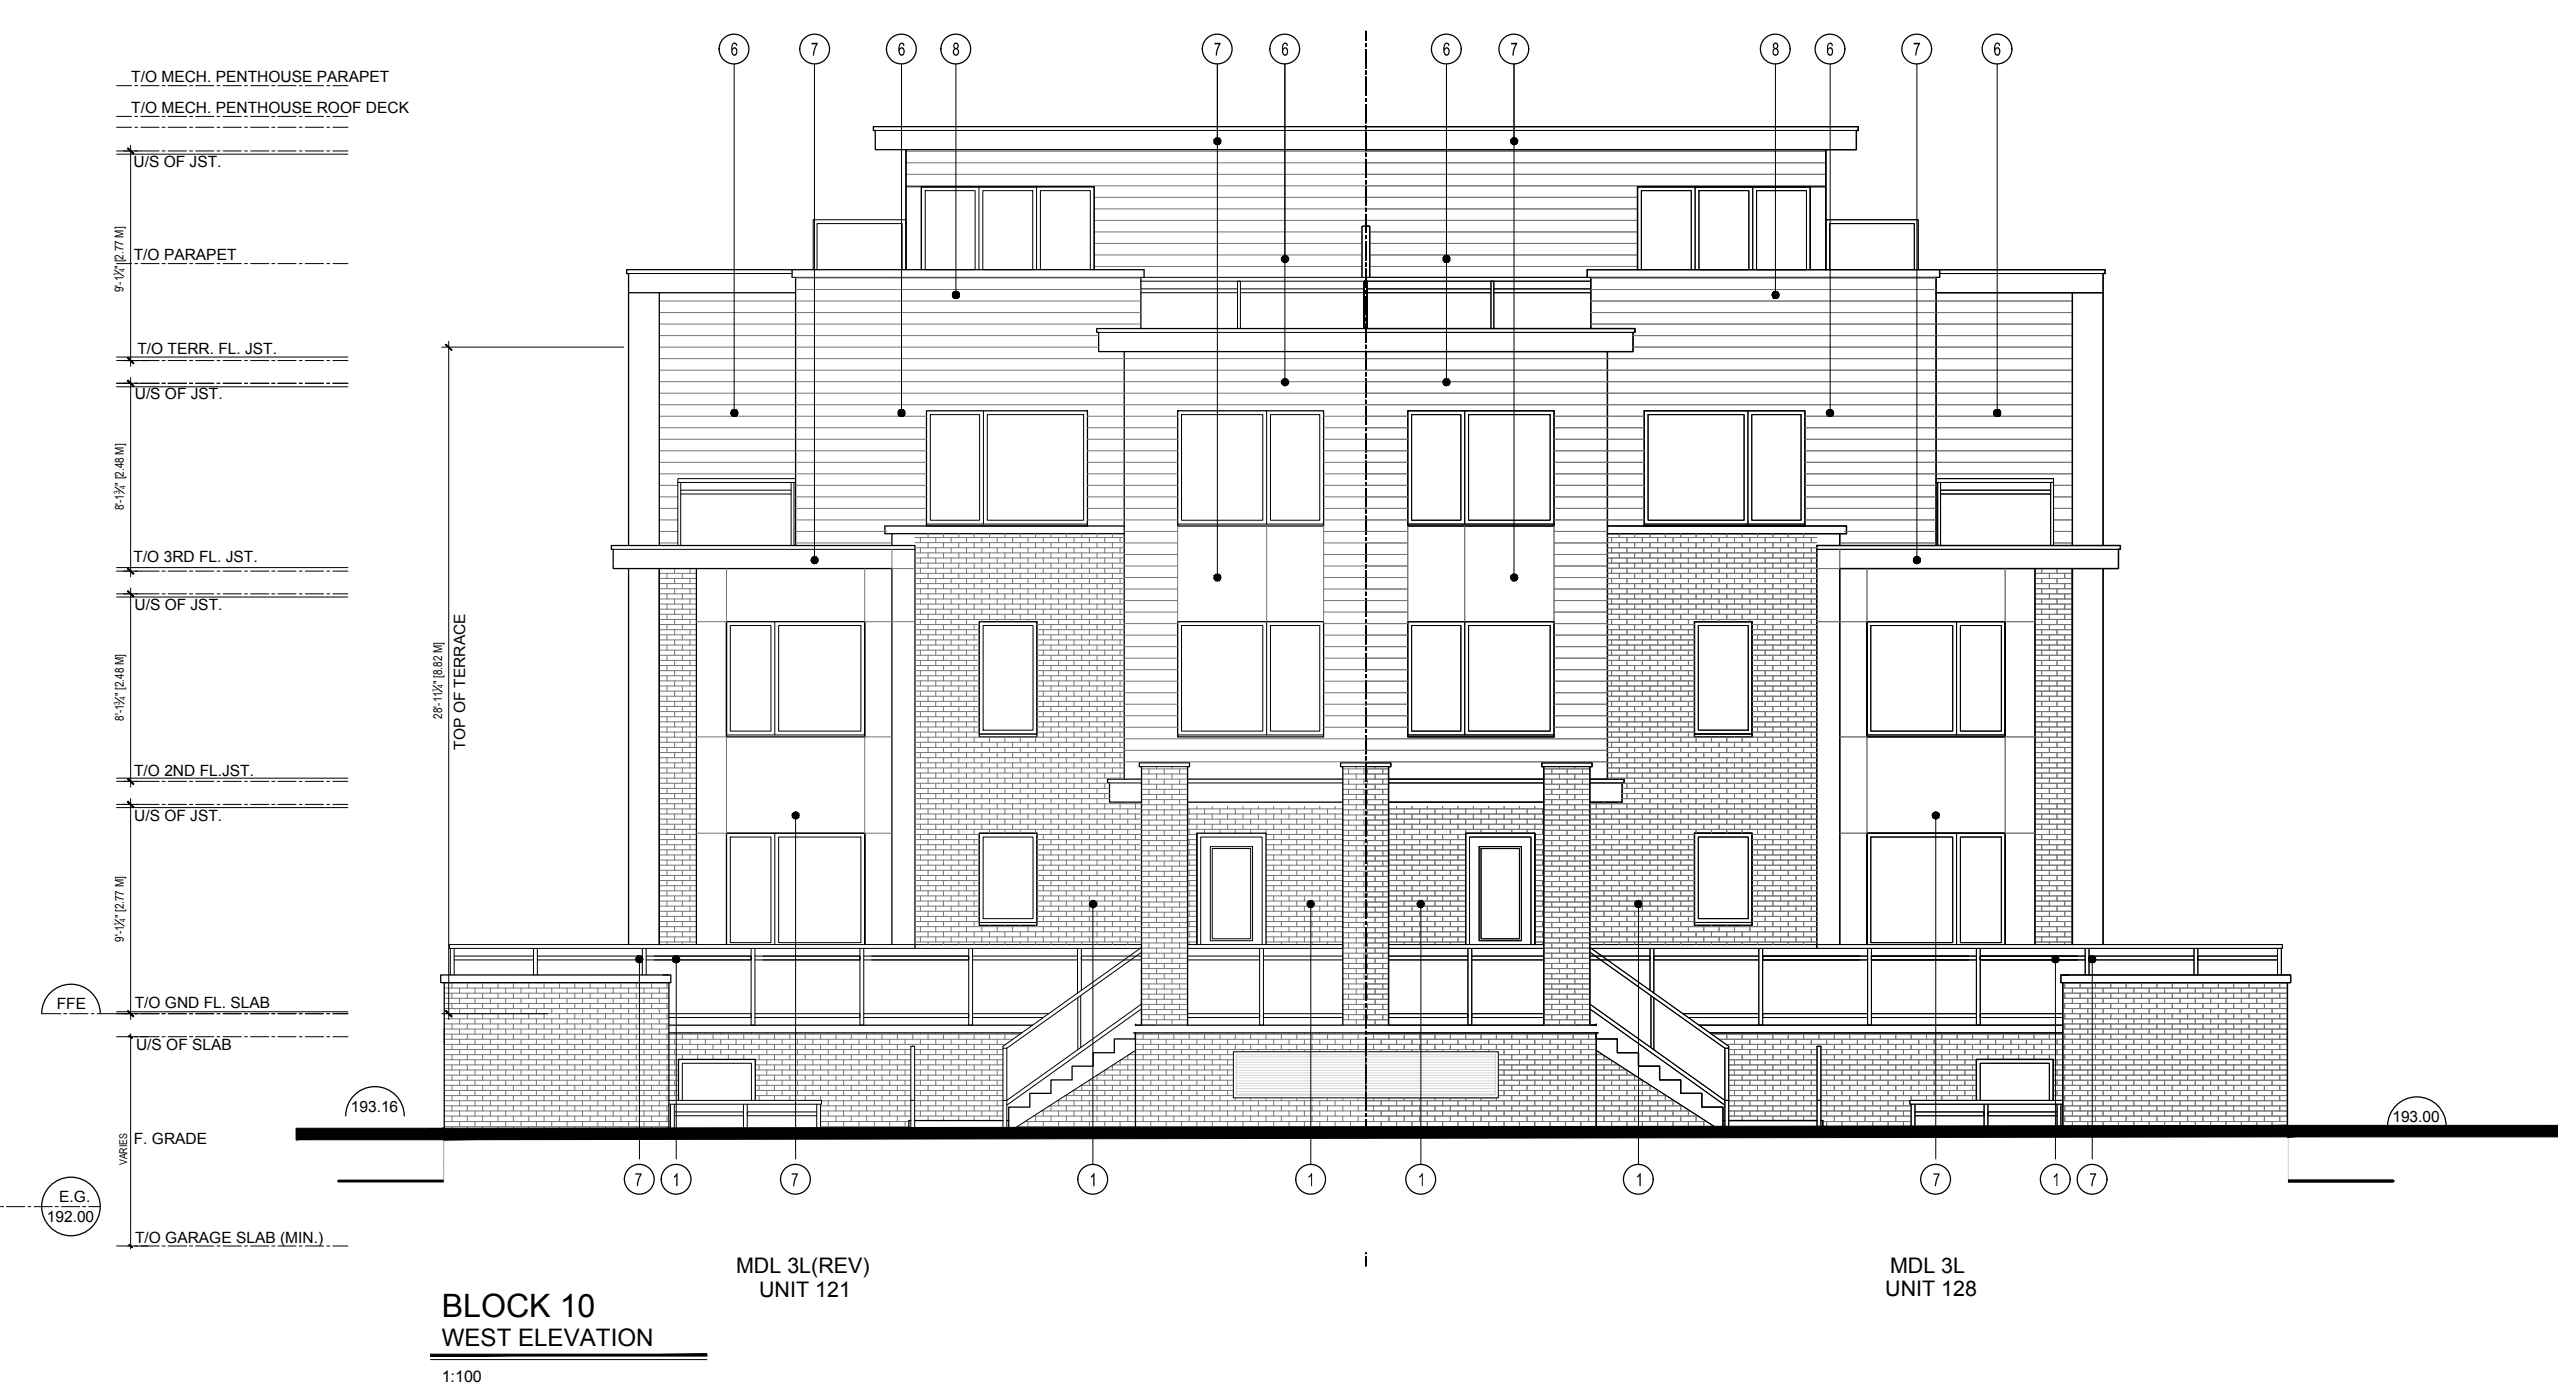 6 7 6 8 7 6 6 7 8 6 7 6
T/O MECH. PENTHOUSE PARAPET
T/O MECH. PENTHOUSE ROOF DECK
U/S OF JST.
9'-1¼" [2.77 M]
T/O PARAPET
T/O TERR. FL. JST.
U/S OF JST.
8'-1¾" [2.48 M]
T/O 3RD FL. JST.
U/S OF JST.
8'-1¾" [2.48 M]
28'-11¼" [8.82 M]
TOP OF TERRACE
T/O 2ND FL.JST.
U/S OF JST.
9'-1¼" [2.77 M]
FFE
T/O GND FL. SLAB
U/S OF SLAB
193.16
193.00
VARIES
F. GRADE
7 1 7 1 1 1 1 7 1 7
E.G.
192.00
T/O GARAGE SLAB (MIN.)
MDL 3L(REV)
UNIT 121
MDL 3L
UNIT 128
BLOCK 10
WEST ELEVATION
1:100